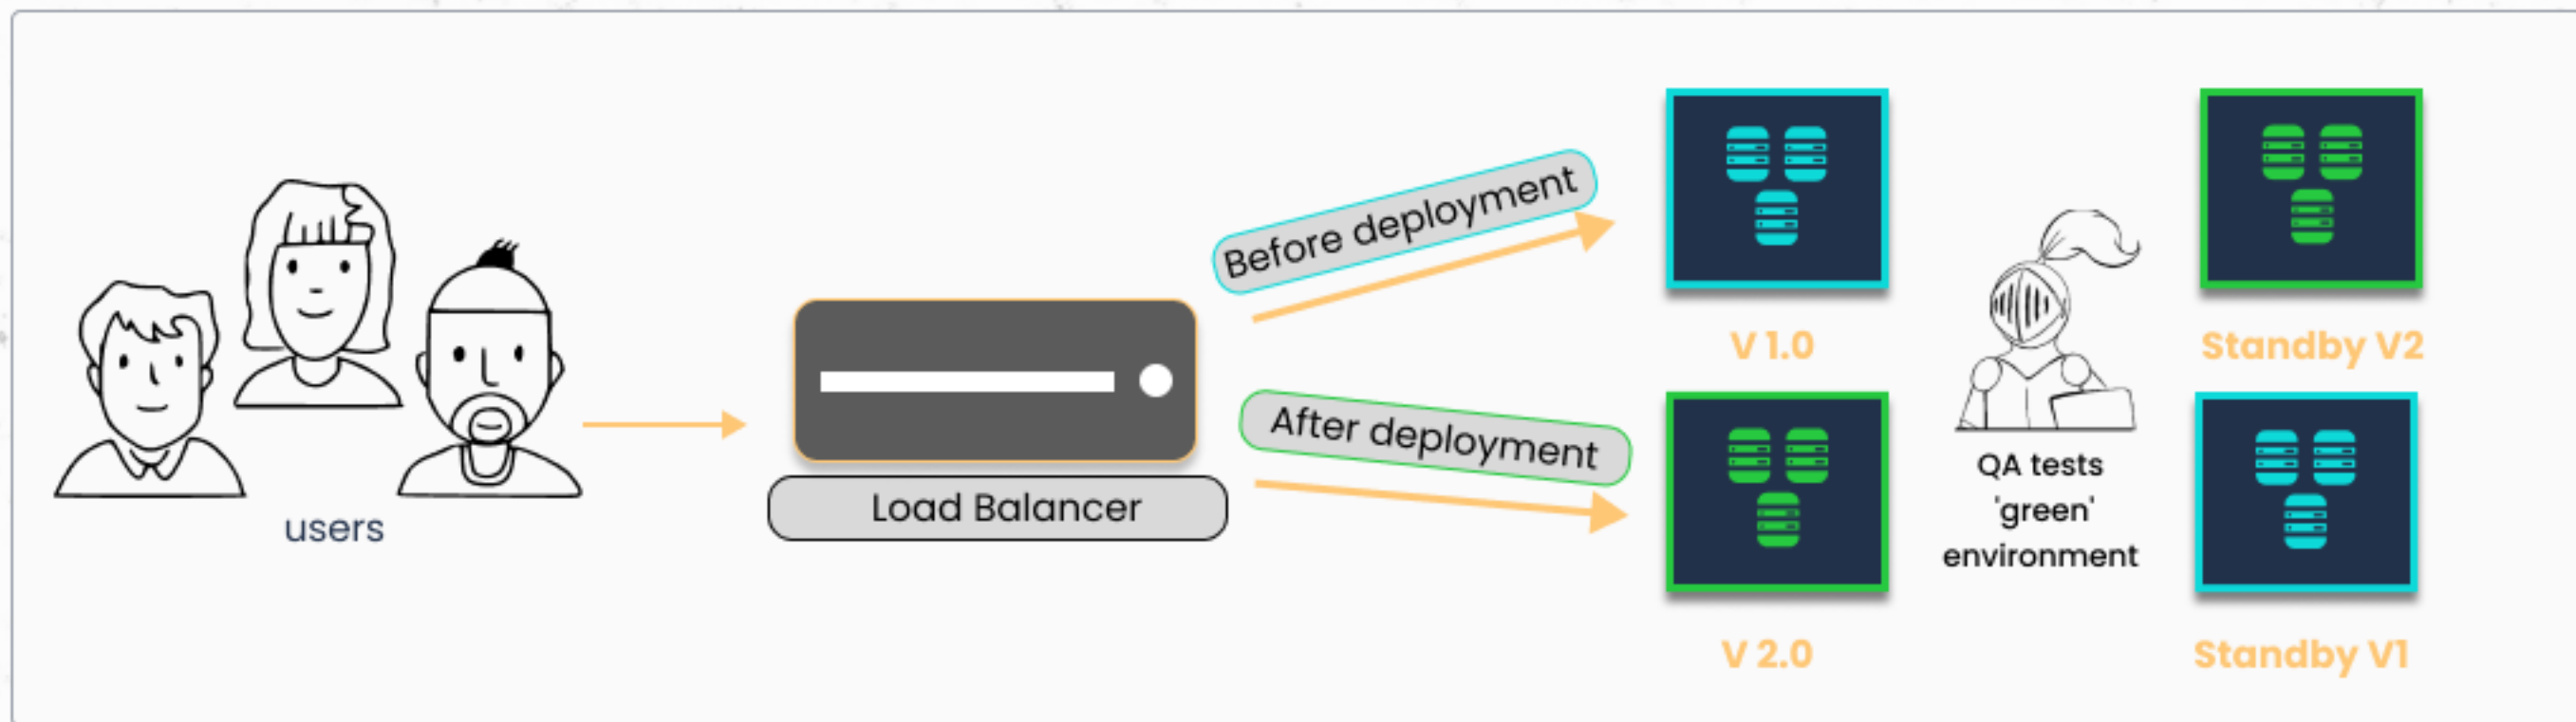 Before deployment
V 1.0
Standby V2
After deployment
QA tests
'green'
environment
Load Balancer
users
V 2.0
Standby V1